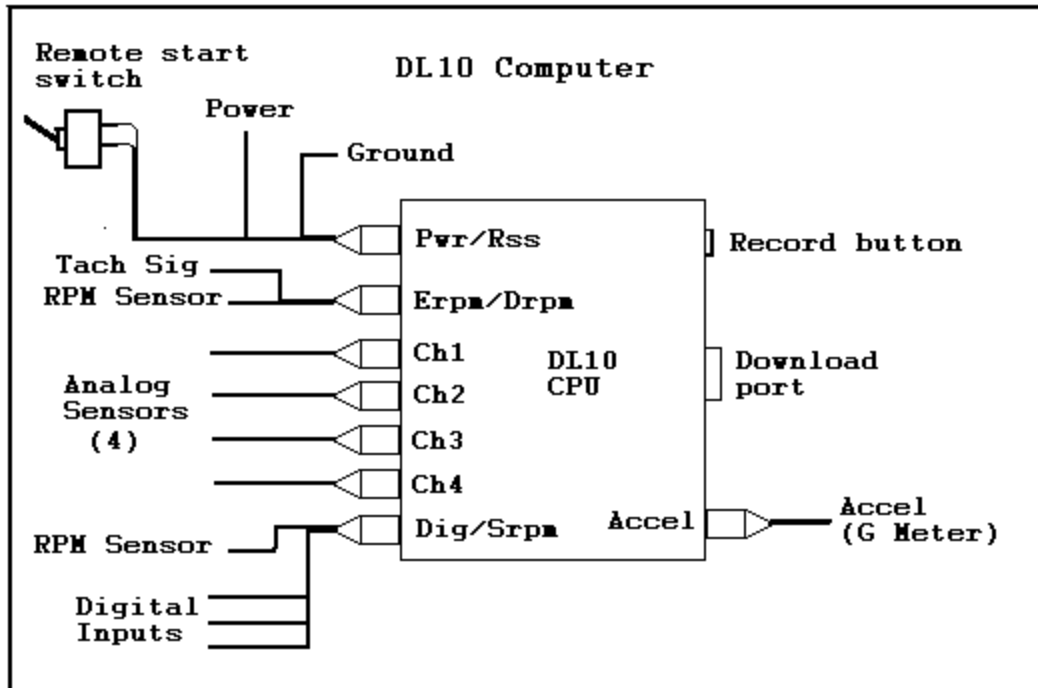 Remote start
switch
DL10 Computer
Power
Ground
Pwr/Rss
Record button
Tach Sig
RPM Sensor
Erpm/Drpm
Ch1
DL10
CPU
Download
port
Analog
Sensors
(4)
Ch2
Ch3
Ch4
Accel
Accel
(G Meter)
Dig/Srpm
RPM Sensor
Digital
Inputs